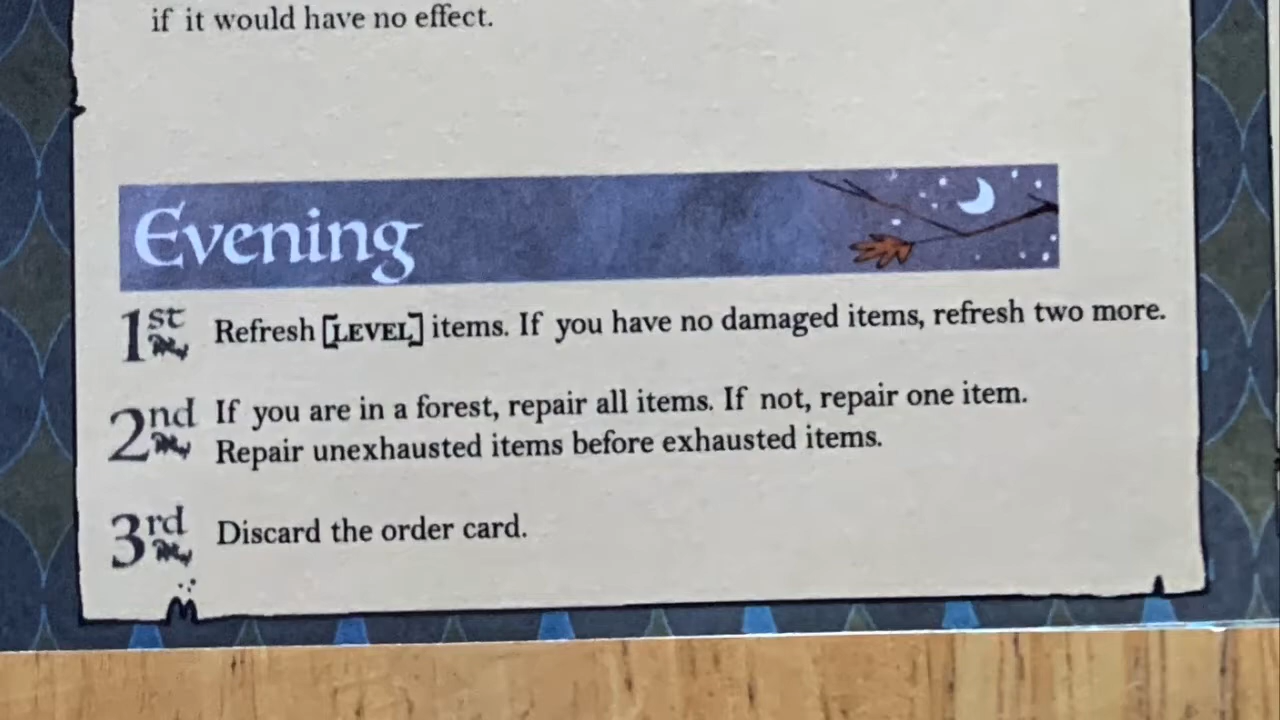 if it would have no effect.
Evening
1st Refresh [LEVEL] items. If you have no damaged items, refresh two more.
2nd If you are in a forest, repair all items. If not, repair one item.
Repair unexhausted items before exhausted items.
3rd Discard the order card.